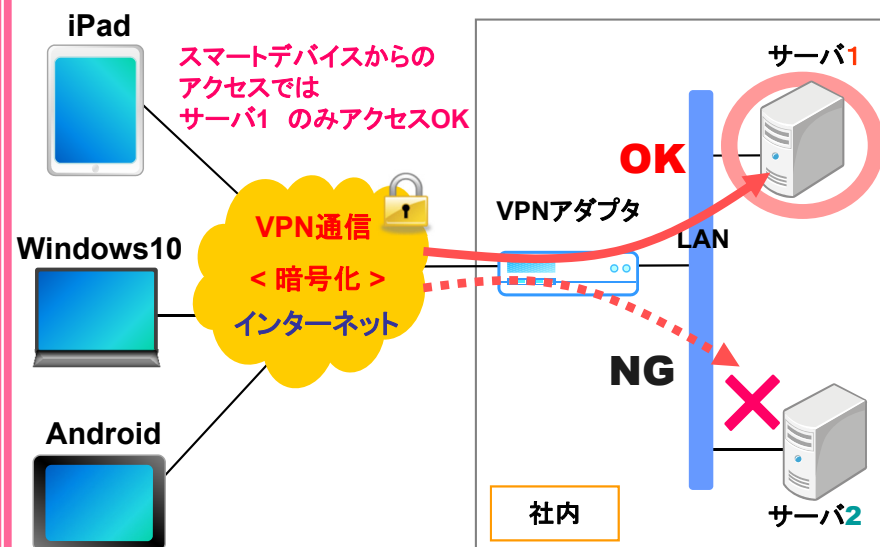 iPad
スマートデバイスからの
アクセスでは
サーバ1 のみアクセスOK
サーバ1
OK
VPNアダプタ
LAN
VPN通信
< 暗号化 >
インターネット
Windows10
NG
Android
社内
サーバ2